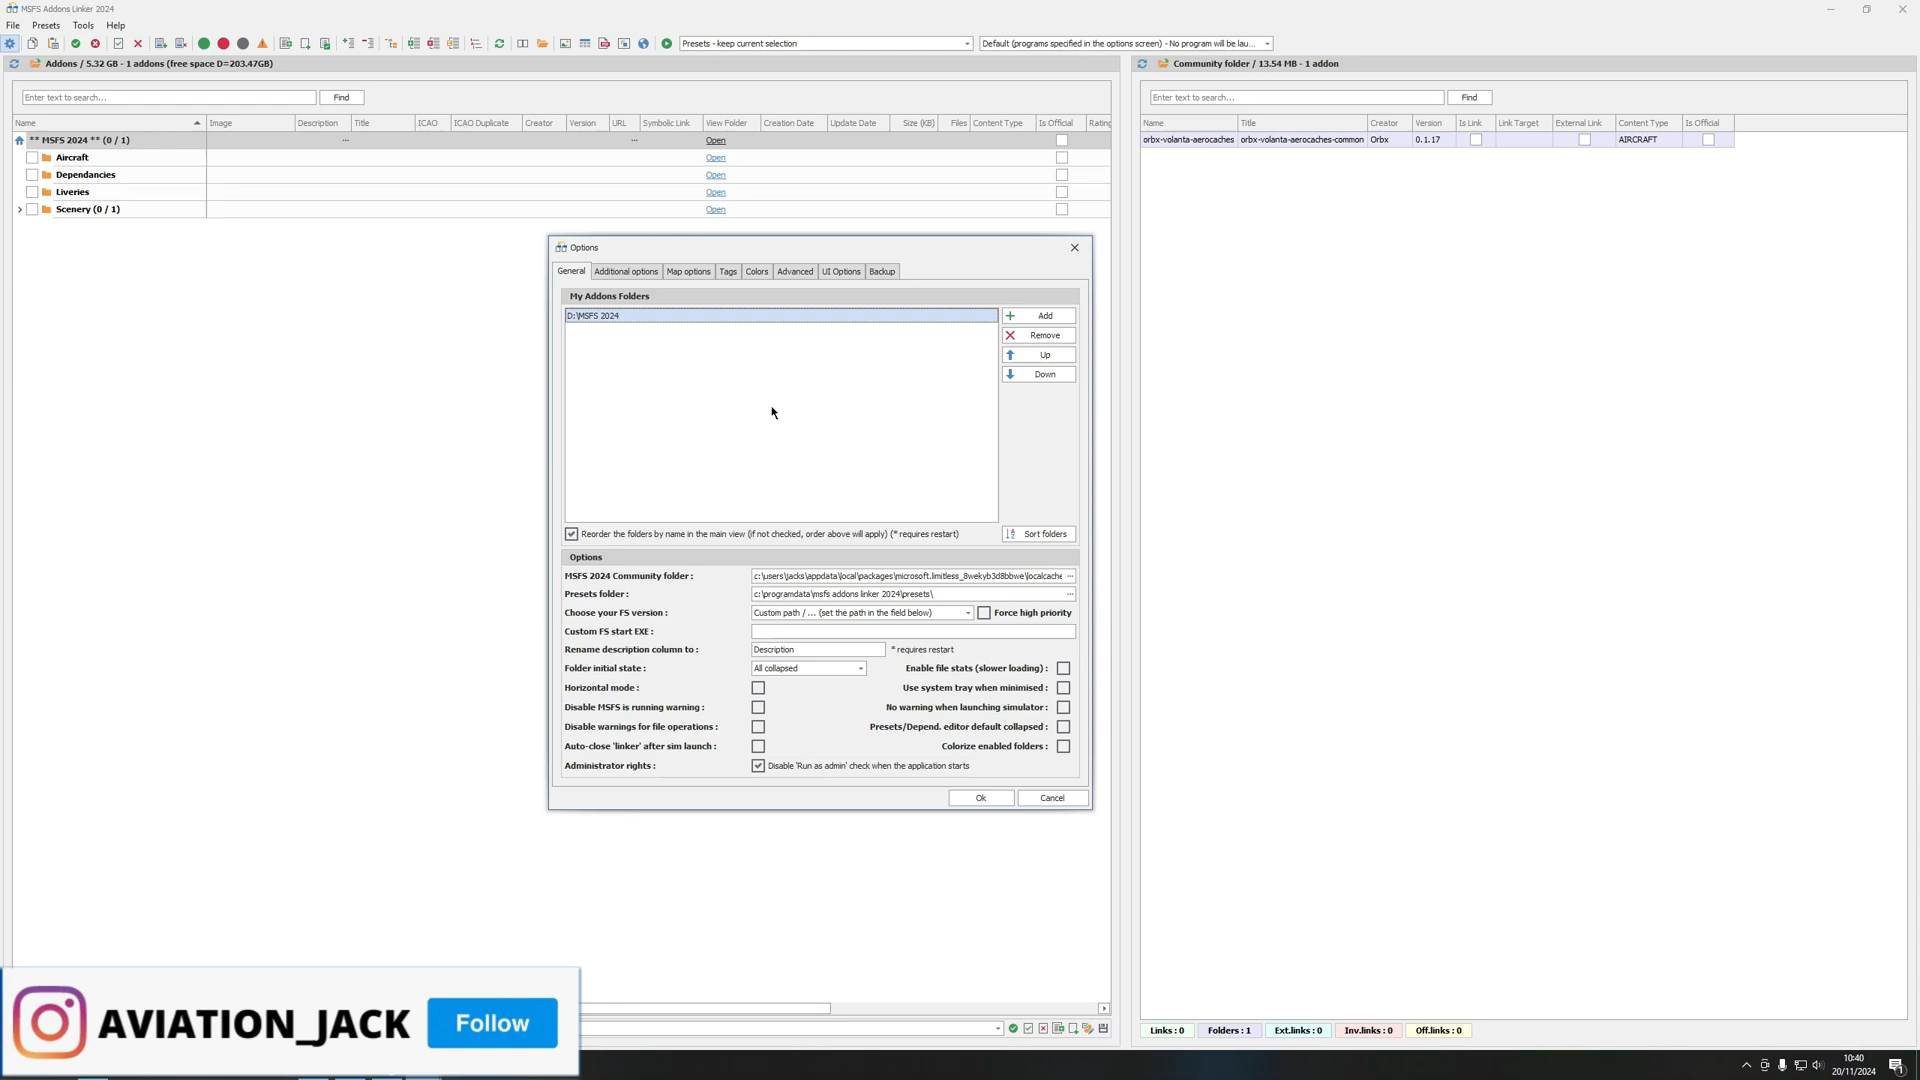 MSFS Addons Linker 2024
File Presets Tools Help
Presets - keep current selection
Default (programs specified in the options screen) - No program will be lau...
Addons / 5.32 GB - 1 addons (free space D=203.47GB)
Community folder / 13.54 MB - 1 addon
Enter text to search... Find
Enter text to search... Find
Name Image Description Title ICAO ICAO Duplicate Creator Version URL Symbolic Link View Folder Creation Date Update Date Size (KB) Files Content Type Is Official Rating
Name Title Creator Version Is Link Link Target External Link Content Type Is Official
** MSFS 2024 ** (0 / 1) ... ... Open
orbx-volanta-aerocaches orbx-volanta-aerocaches-common Orbx 0.1.17 AIRCRAFT
Aircraft Open
Dependancies Open
Liveries Open
Scenery (0 / 1) Open
Options
General Additional options Map options Tags Colors Advanced UI Options Backup
My Addons Folders
D:\MSFS 2024
Add
Remove
Up
Down
Reorder the folders by name in the main view (if not checked, order above will apply) (* requires restart)
Sort folders
Options
MSFS 2024 Community folder : c:\users\jacks\appdata\local\packages\microsoft.limitless_8wekyb3d8bbwe\localcache ...
Presets folder : c:\programdata\msfs addons linker 2024\presets\ ...
Choose your FS version : Custom path / ... (set the path in the field below) Force high priority
Custom FS start EXE :
Rename description column to : Description * requires restart
Folder initial state : All collapsed Enable file stats (slower loading) :
Horizontal mode : Use system tray when minimised :
Disable MSFS is running warning : No warning when launching simulator :
Disable warnings for file operations : Presets/Depend. editor default collapsed :
Auto-close 'linker' after sim launch : Colorize enabled folders :
Administrator rights : Disable 'Run as admin' check when the application starts
Ok Cancel
AVIATION_JACK Follow
Links : 0 Folders : 1 Ext.links : 0 Inv.links : 0 Off.links : 0
10:40
20/11/2024
1